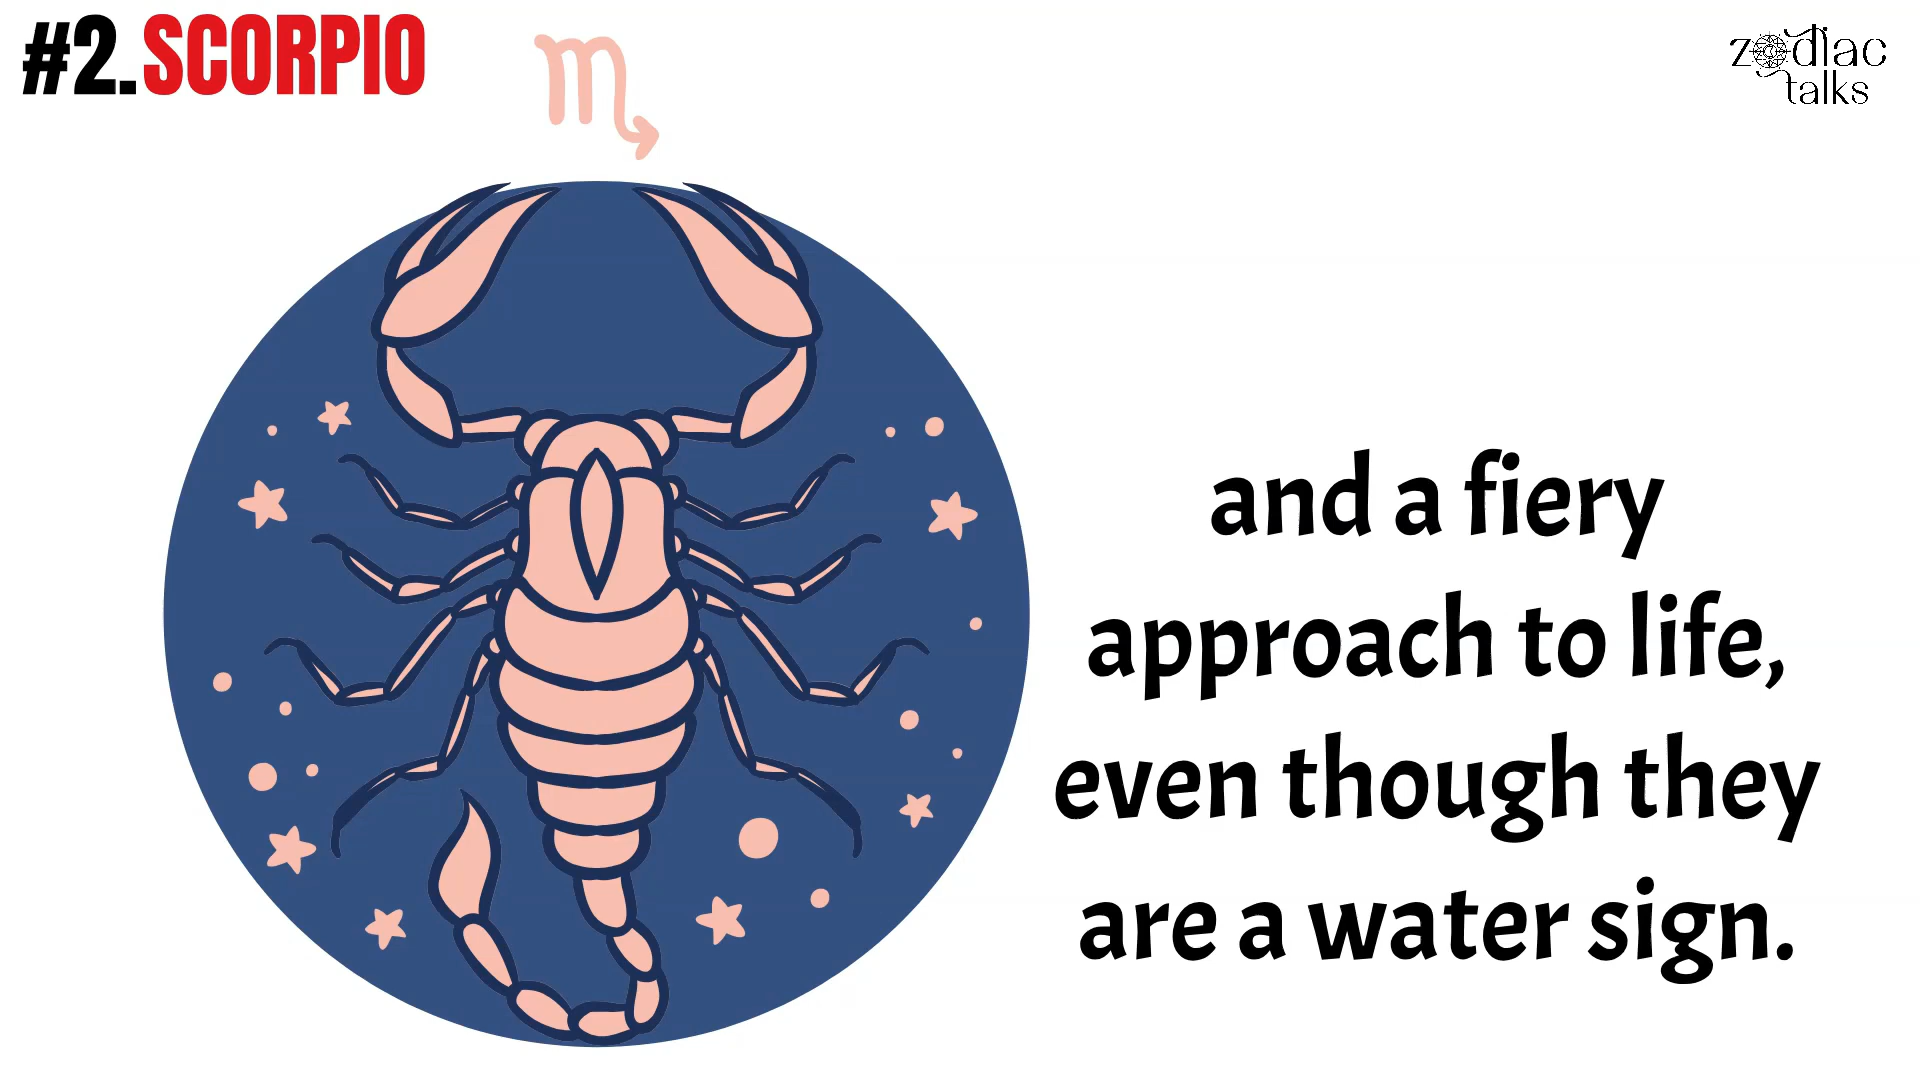 #2.SCORPIO
zodiac
talks
and a fiery
approach to life,
even though they
are a water sign.